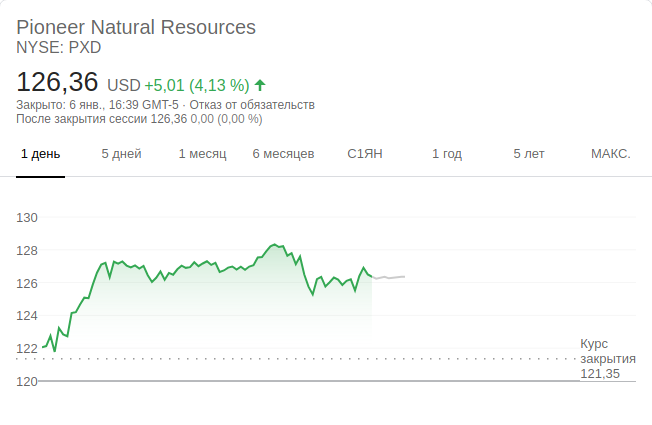 Pioneer Natural Resources
NYSE: PXD
126,36 USD +5,01 (4,13 %)
Закрыто: 6 янв., 16:39 GMT-5 · Отказ от обязательств
После закрытия сессии 126,36 0,00 (0,00 %)
1 день 5 дней 1 месяц 6 месяцев С1ЯН 1 год 5 лет МАКС.
130
128
126
124
122
120
Курс
закрытия
121,35